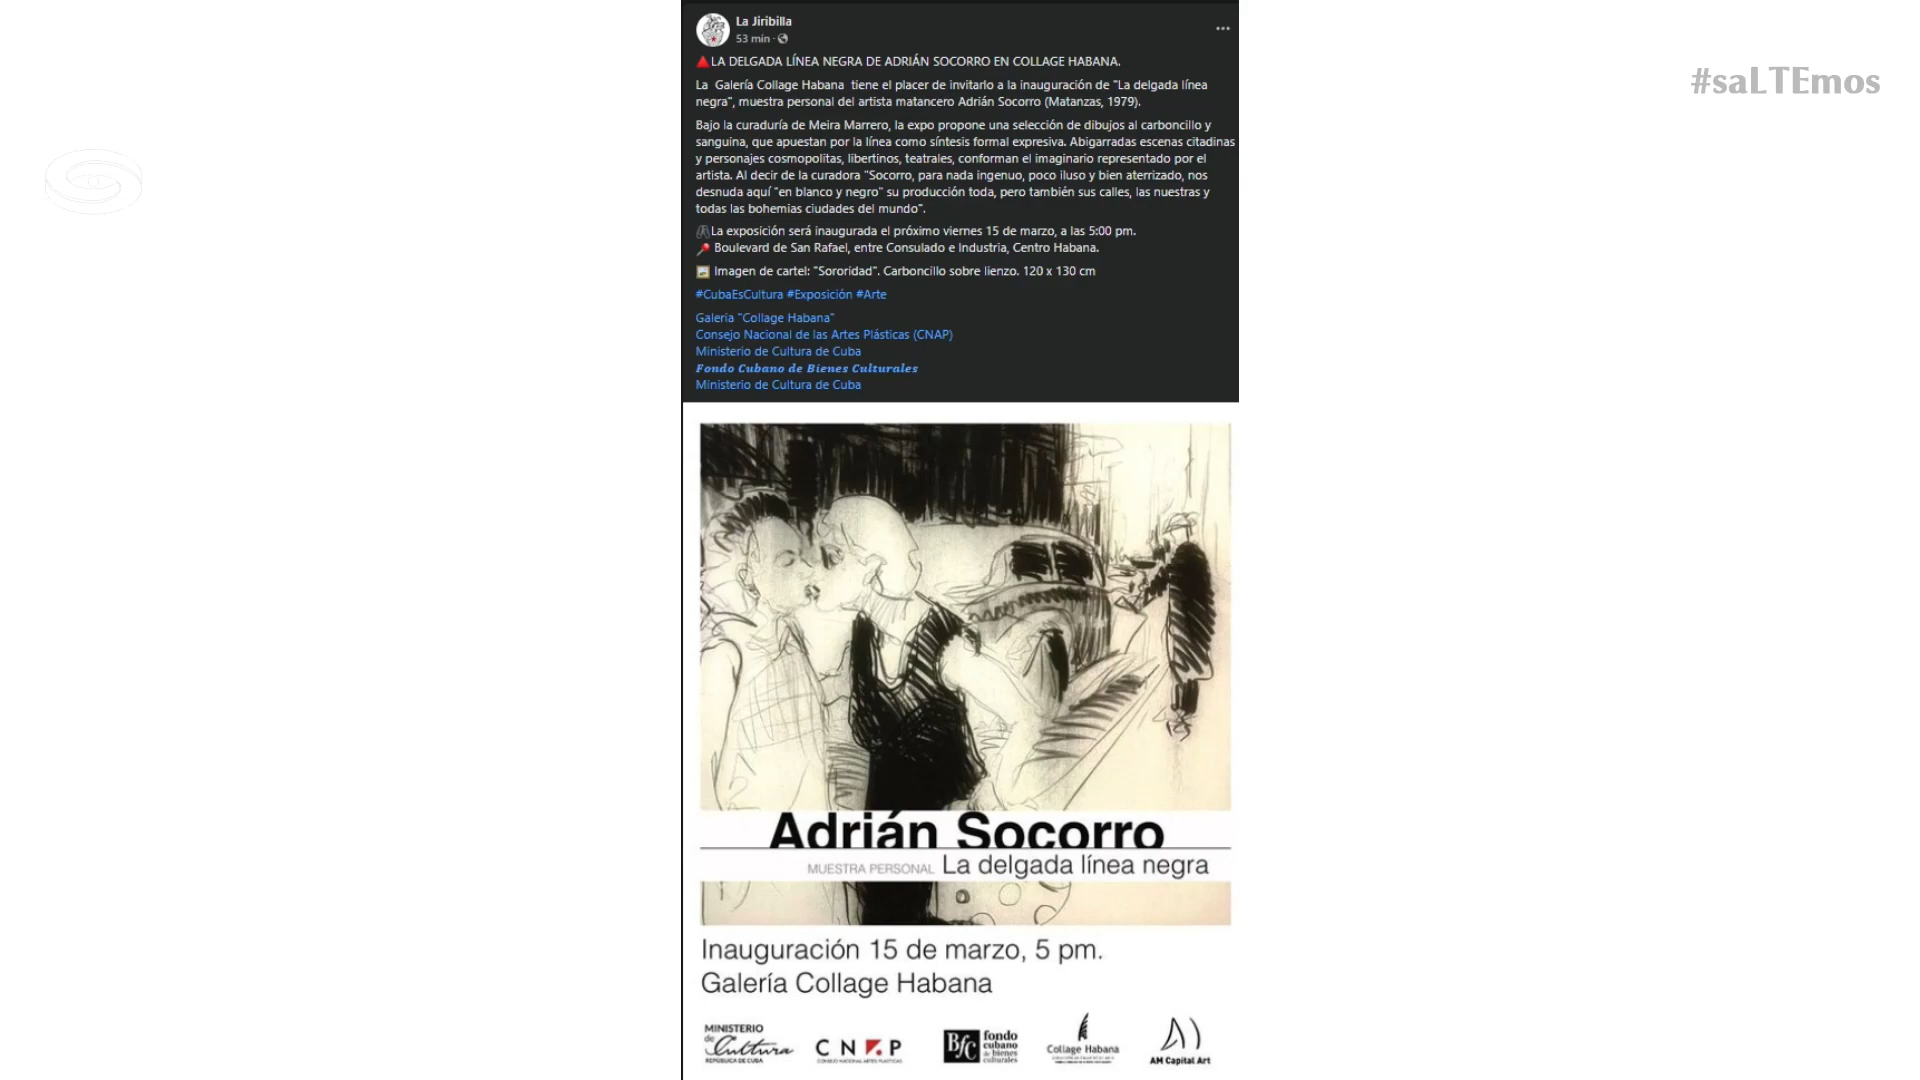 La Jiribilla
53 min ·
#saLTEmos
LA DELGADA LÍNEA NEGRA DE ADRIÁN SOCORRO EN COLLAGE HABANA.
La Galería Collage Habana tiene el placer de invitarlo a la inauguración de "La delgada línea
negra", muestra personal del artista matancero Adrián Socorro (Matanzas, 1979).
Bajo la curaduría de Meira Marrero, la expo propone una selección de dibujos al carboncillo y
sanguina, que apuestan por la línea como síntesis formal expresiva. Abigarradas escenas citadinas
y personajes cosmopolitas, libertinos, teatrales, conforman el imaginario representado por el
artista. Al decir de la curadora "Socorro, para nada ingenuo, poco iluso y bien aterrizado, nos
desnuda aquí "en blanco y negro" su producción toda, pero también sus calles, las nuestras y
todas las bohemias ciudades del mundo".
La exposición será inaugurada el próximo viernes 15 de marzo, a las 5:00 pm.
Boulevard de San Rafael, entre Consulado e Industria, Centro Habana.
Imagen de cartel: "Sororidad". Carboncillo sobre lienzo. 120 x 130 cm
#CubaEsCultura #Exposición #Arte
Galeria "Collage Habana"
Consejo Nacional de las Artes Plásticas (CNAP)
Ministerio de Cultura de Cuba
Fondo Cubano de Bienes Culturales
Ministerio de Cultura de Cuba
Adrián Socorro
MUESTRA PERSONAL La delgada línea negra
Inauguración 15 de marzo, 5 pm.
Galería Collage Habana
MINISTERIO
de Cultura
REPÚBLICA DE CUBA
CNAP
CONSEJO NACIONAL ARTES PLÁSTICAS
BfC
fondo
cubano
de bienes
culturales
Collage Habana
AM Capital Art